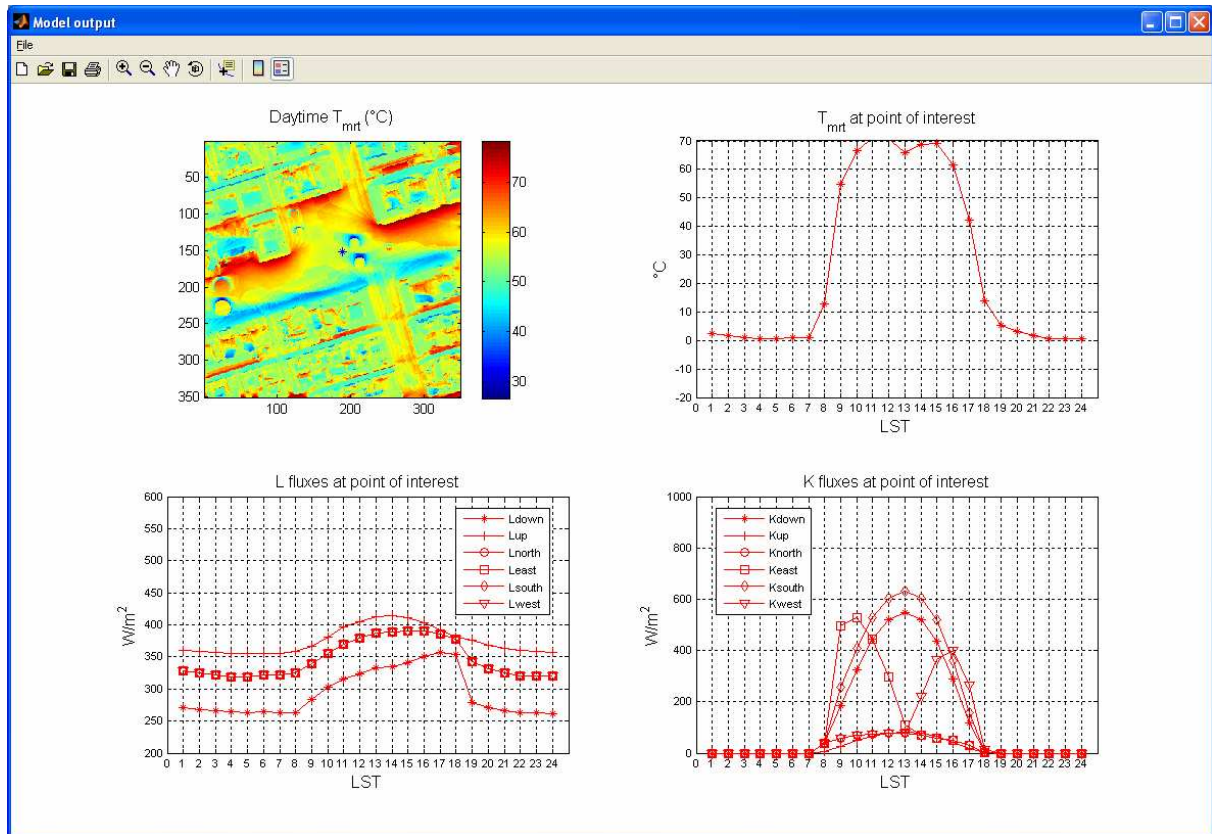 Model output
File
Daytime Tmrt (°C)
50
100
150
200
250
300
350
100 200 300
70
60
50
40
30
Tmrt at point of interest
70
60
50
40
30
20
10
0
-10
-20
°C
0 1 2 3 4 5 6 7 8 9 10 11 12 13 14 15 16 17 18 19 20 21 22 23 24
LST
L fluxes at point of interest
600
550
500
450
400
350
300
250
200
W/m²
Ldown
Lup
Lnorth
Least
Lsouth
Lwest
0 1 2 3 4 5 6 7 8 9 10 11 12 13 14 15 16 17 18 19 20 21 22 23 24
LST
K fluxes at point of interest
1000
800
600
400
200
0
W/m²
Kdown
Kup
Knorth
Keast
Ksouth
Kwest
0 1 2 3 4 5 6 7 8 9 10 11 12 13 14 15 16 17 18 19 20 21 22 23 24
LST